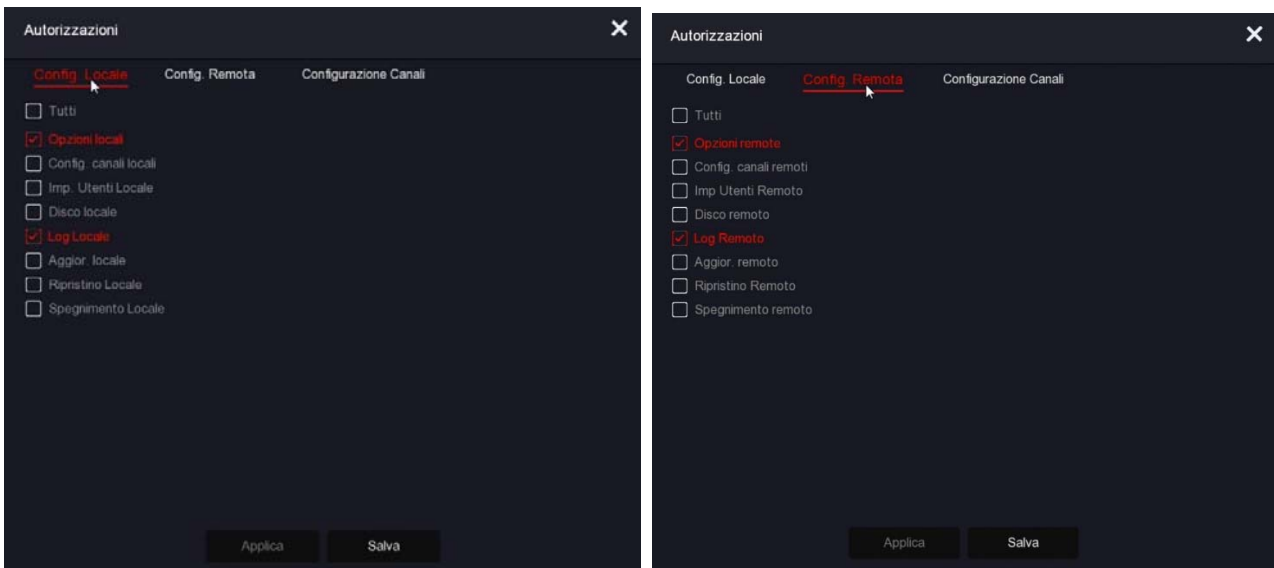 Autorizzazioni
Config. Locale Config. Remota Configurazione Canali
Tutti
Opzioni locali
Config. canali locali
Imp. Utenti Locale
Disco locale
Log Locale
Aggior. locale
Ripristino Locale
Spegnimento Locale
Applica Salva
Autorizzazioni
Config. Locale Config. Remota Configurazione Canali
Tutti
Opzioni remote
Config. canali remoti
Imp Utenti Remoto
Disco remoto
Log Remoto
Aggior. remoto
Ripristino Remoto
Spegnimento remoto
Applica Salva